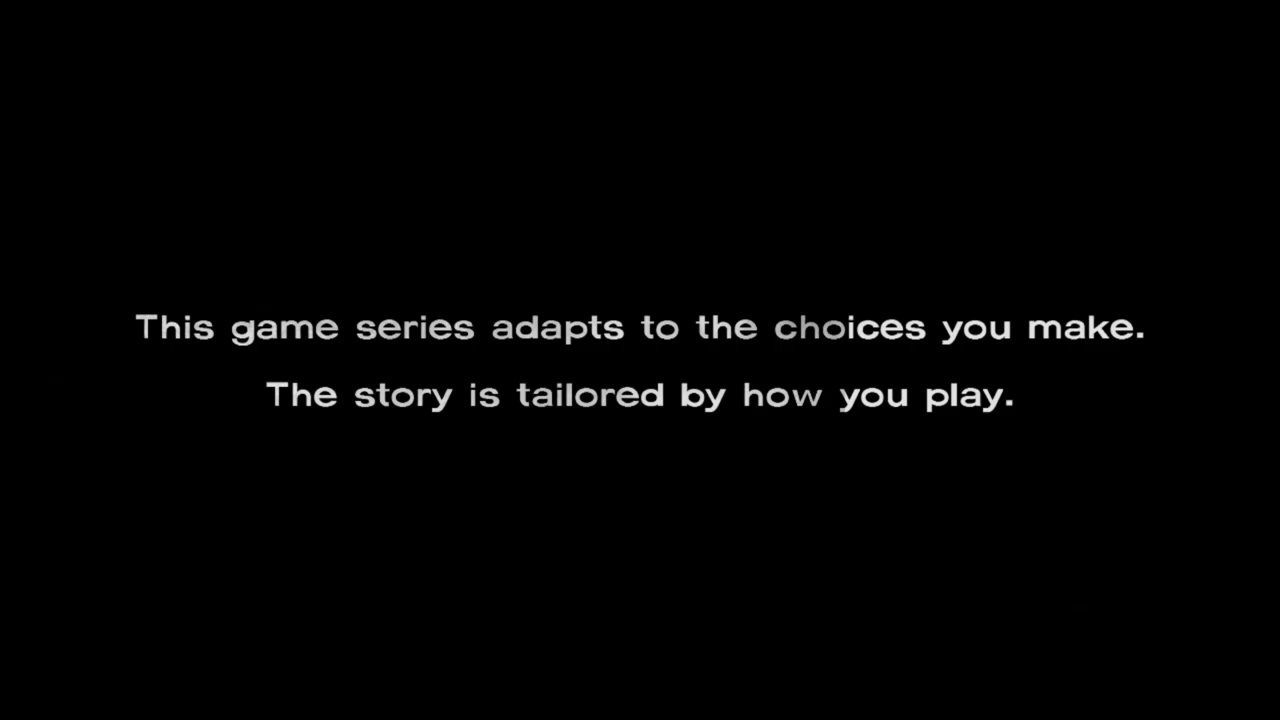 This game series adapts to the choices you make.
The story is tailored by how you play.